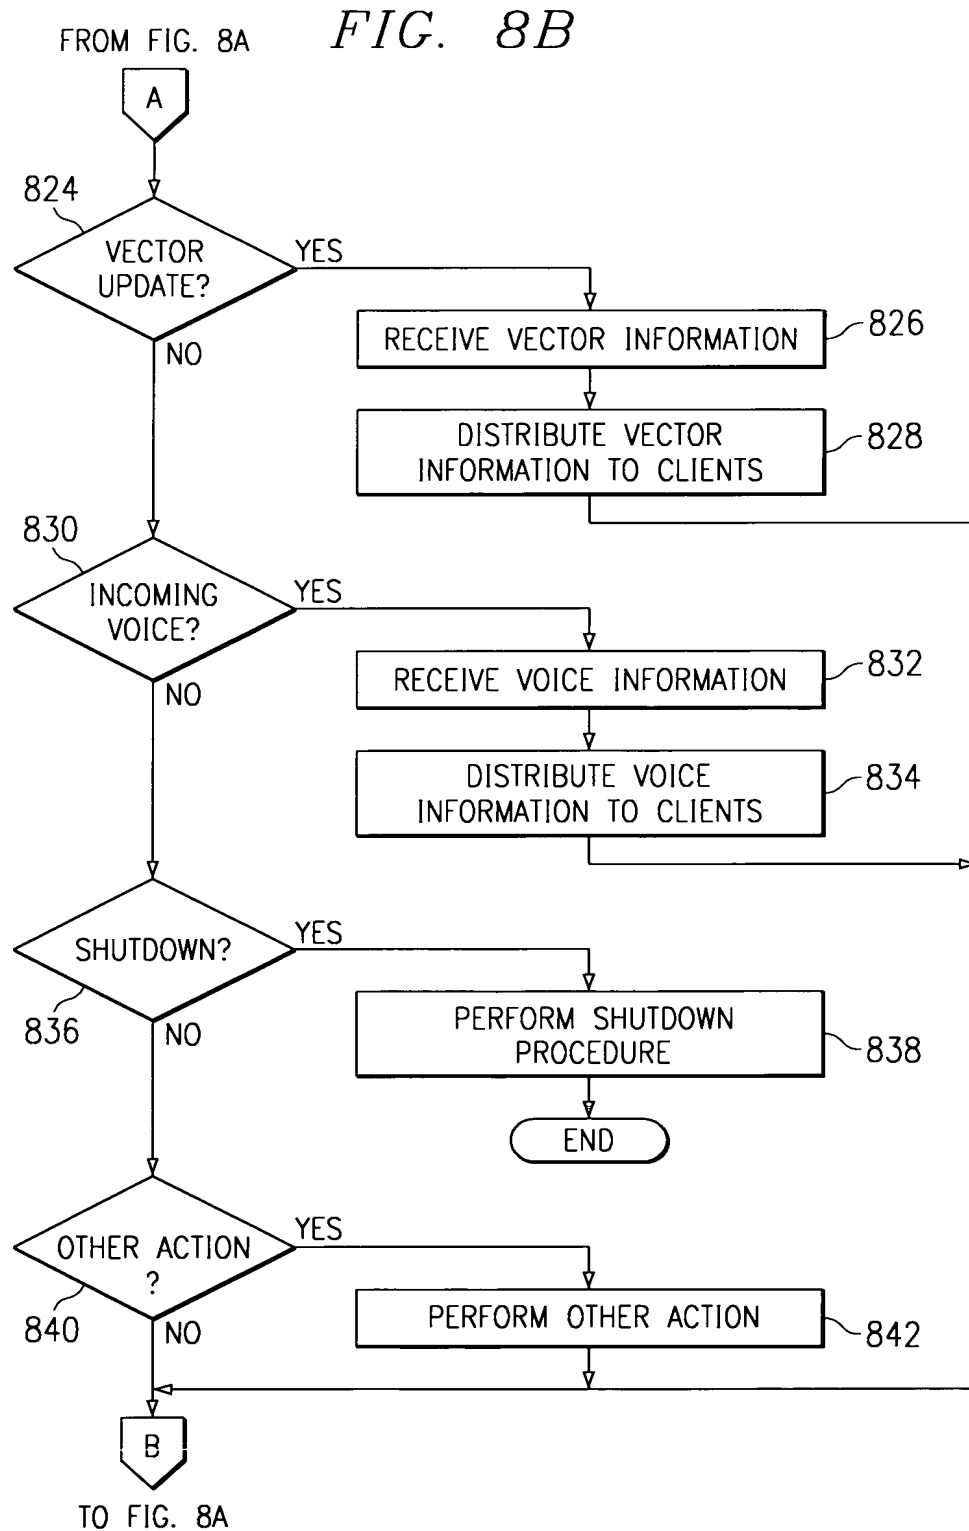 FIG. 8B
FROM FIG. 8A
A
824
VECTOR
UPDATE?
YES
NO
RECEIVE VECTOR INFORMATION
826
DISTRIBUTE VECTOR
INFORMATION TO CLIENTS
828
830
INCOMING
VOICE?
YES
NO
RECEIVE VOICE INFORMATION
832
DISTRIBUTE VOICE
INFORMATION TO CLIENTS
834
SHUTDOWN?
YES
836
NO
PERFORM SHUTDOWN
PROCEDURE
838
END
OTHER ACTION
?
YES
840
NO
PERFORM OTHER ACTION
842
B
TO FIG. 8A